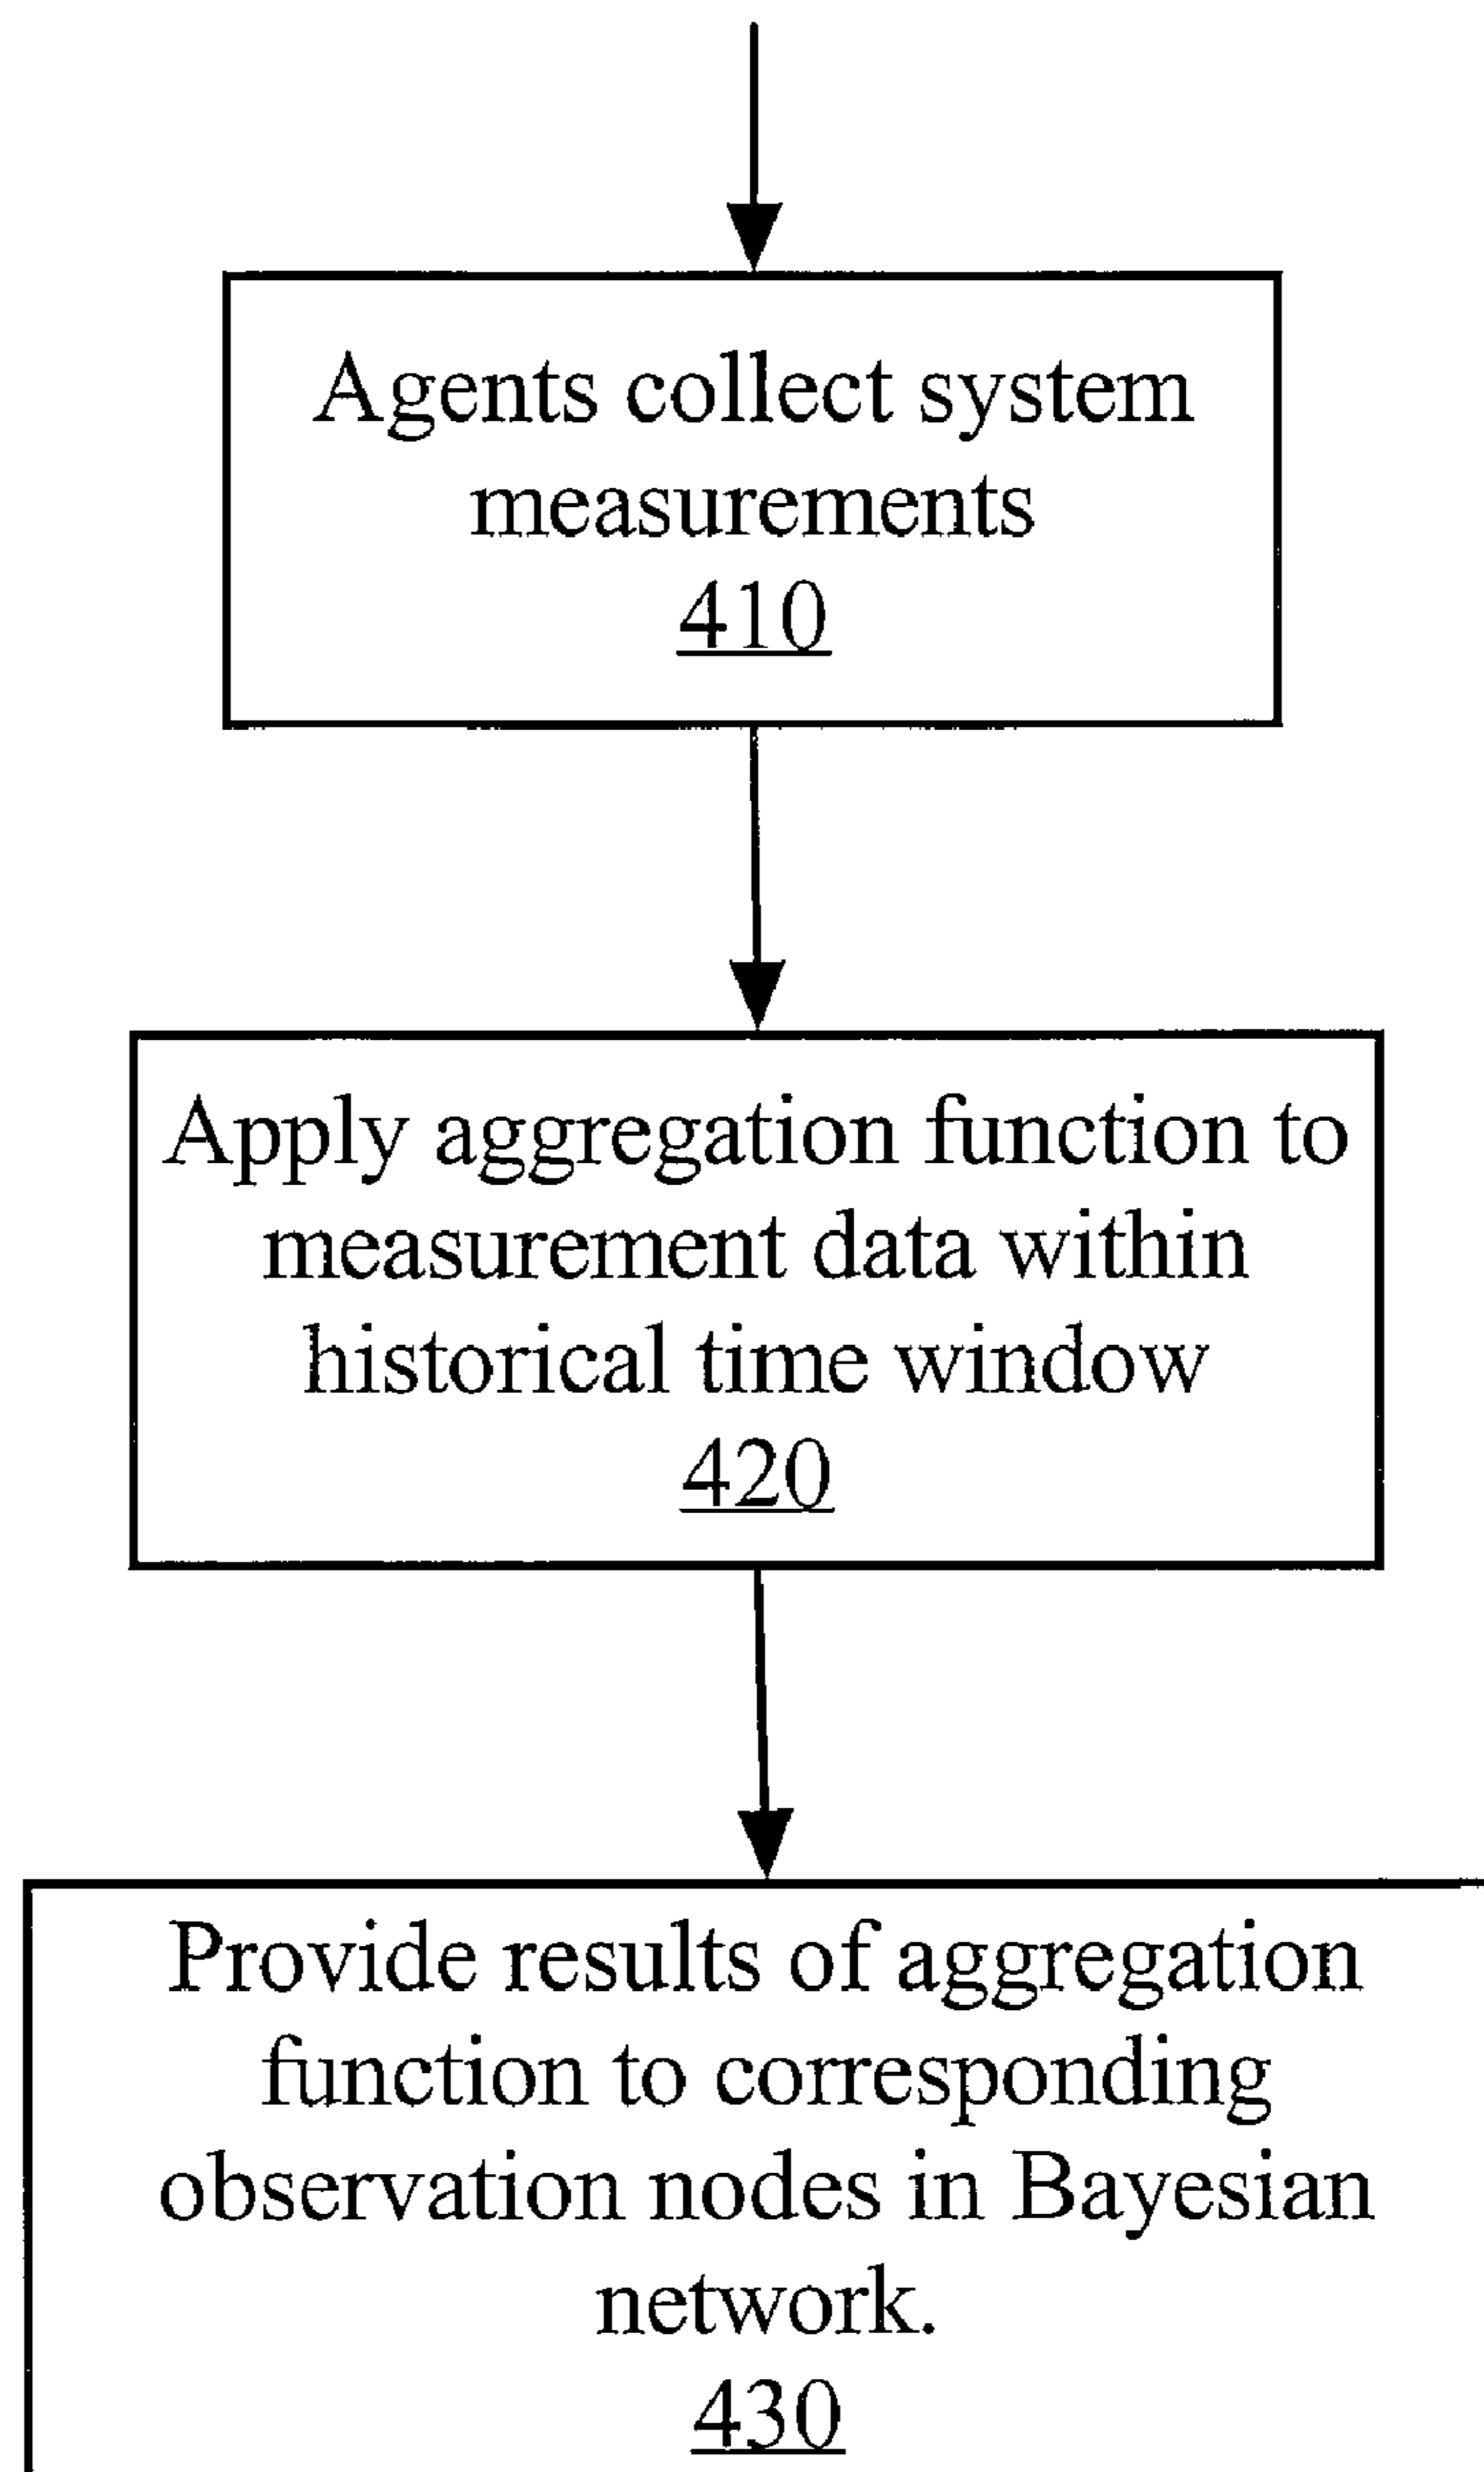 Agents collect system
measurements
410
Apply aggregation function to
measurement data within
historical time window
420
Provide results of aggregation
function to corresponding
observation nodes in Bayesian
network.
430